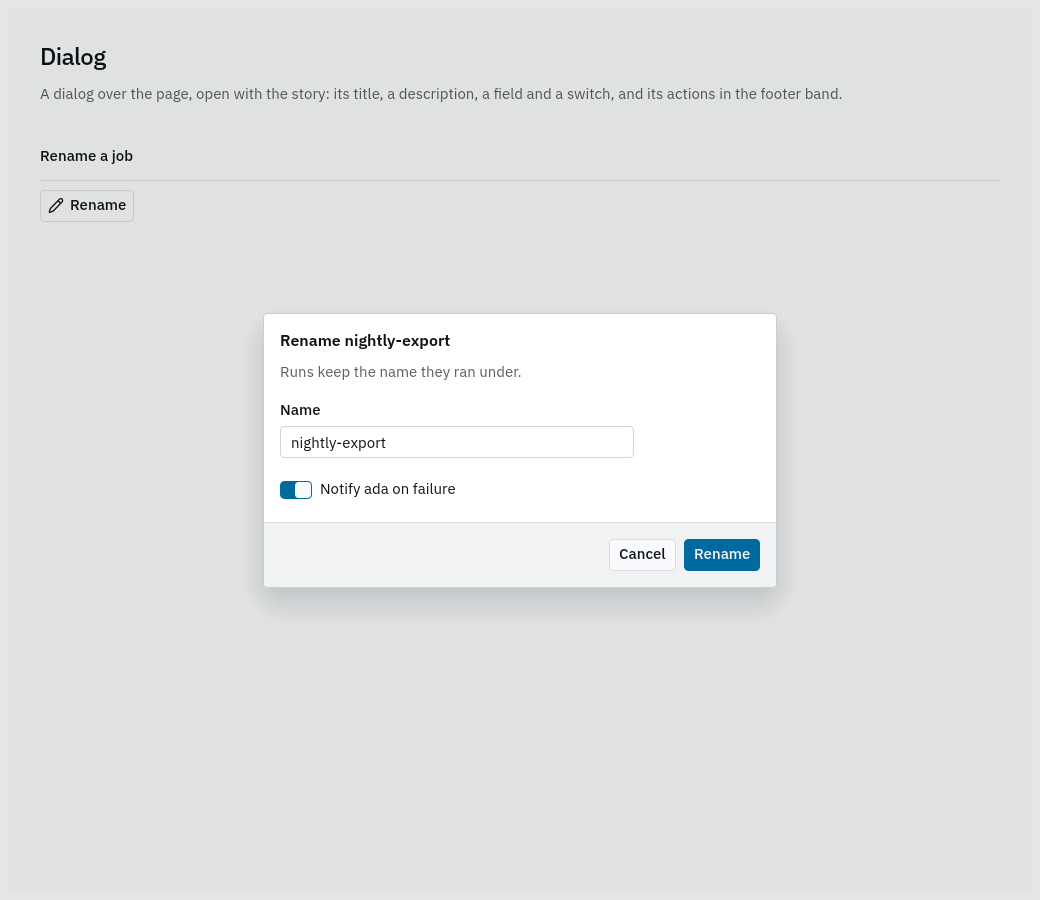 Dialog
A dialog over the page, open with the story: its title, a description, a field and a switch, and its actions in the footer band.
Rename a job
Rename
Rename nightly-export
Runs keep the name they ran under.
Name
nightly-export
Notify ada on failure
Cancel
Rename